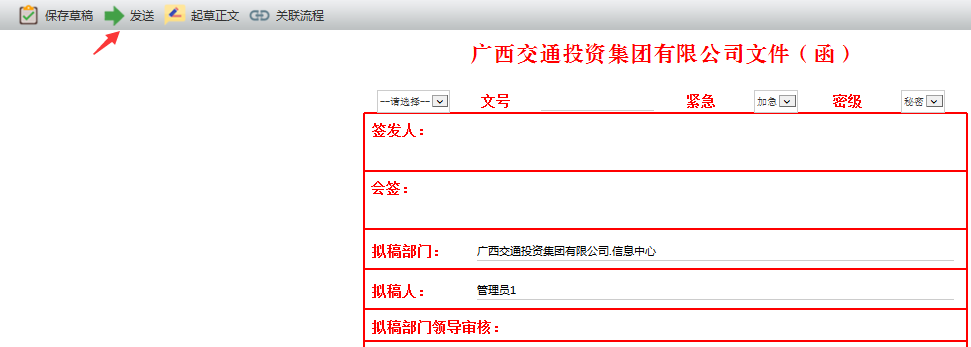 保存草稿 发送 起草正文 关联流程
广西交通投资集团有限公司文件（函）
--请选择-- 文号 紧急 加急 密级 秘密
签发人：
会签：
拟稿部门： 广西交通投资集团有限公司.信息中心
拟稿人： 管理员1
拟稿部门领导审核：